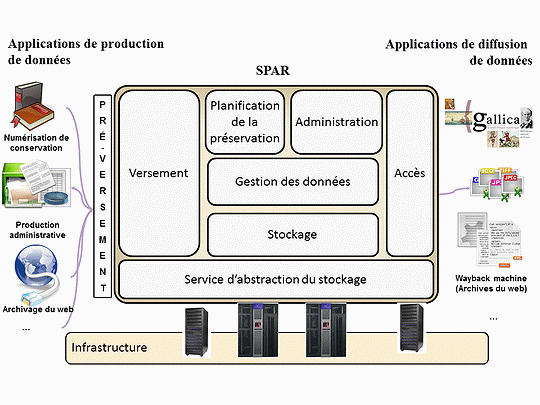 Applications de production
de données
Applications de diffusion
de données
SPAR
PRÉ-VERSEMENT
Numérisation de
conservation
Production
administrative
Archivage du web
...
Versement
Planification
de la
préservation
Administration
Gestion des données
Stockage
Accès
Service d'abstraction du stockage
gallica
Wayback machine
(Archives du web)
...
Infrastructure